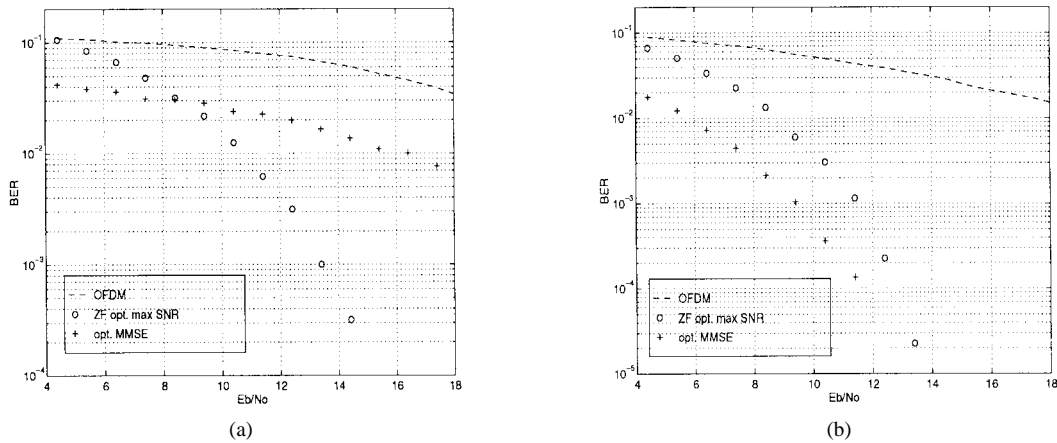 10⁻¹
10⁻²
10⁻³
10⁻⁴
BER
4 6 8 10 12 14 16 18
Eb/No
OFDM
ZF opt. max SNR
opt. MMSE
(a)
10⁰
10⁻¹
10⁻²
10⁻³
10⁻⁴
10⁻⁵
BER
4 6 8 10 12 14 16 18
Eb/No
OFDM
ZF opt. max SNR
opt. MMSE
(b)